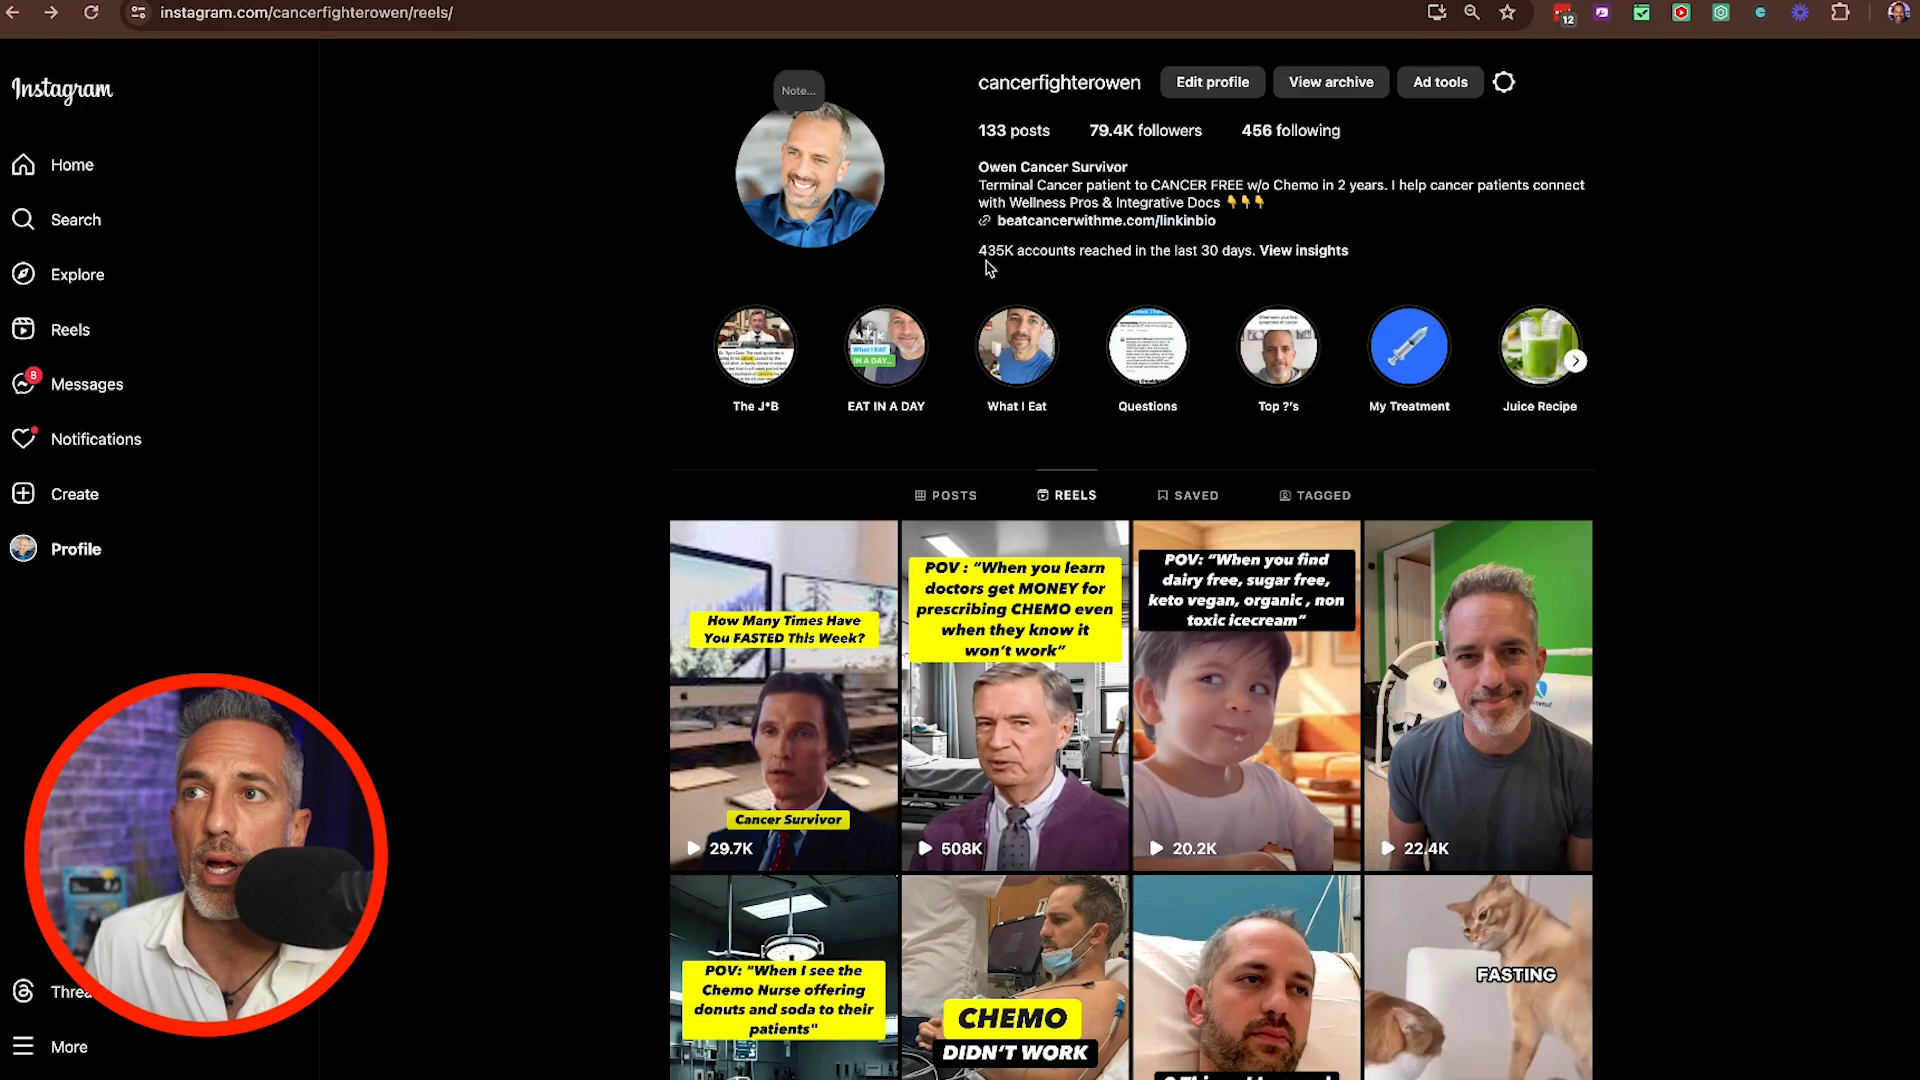 instagram.com/cancerfighterowen/reels/
12
Instagram
Home
Search
Explore
Reels
8
Messages
Notifications
Create
Profile
More
Note...
cancerfighterowen
Edit profile
View archive
Ad tools
133 posts
79.4K followers
456 following
Owen Cancer Survivor
Terminal Cancer patient to CANCER FREE w/o Chemo in 2 years. I help cancer patients connect
with Wellness Pros & Integrative Docs 👇👇👇
beatcancerwithme.com/linkinbio
435K accounts reached in the last 30 days. View insights
What I EAT
IN A DAY...
The J*B
EAT IN A DAY
What I Eat
Questions
Top ?'s
My Treatment
Juice Recipe
POSTS
REELS
SAVED
TAGGED
How Many Times Have
You FASTED This Week?
Cancer Survivor
29.7K
POV : “When you learn
doctors get MONEY for
prescribing CHEMO even
when they know it
won't work”
508K
POV: “When you find
dairy free, sugar free,
keto vegan, organic , non
toxic icecream“
20.2K
22.4K
POV: "When I see the
Chemo Nurse offering
donuts and soda to their
patients"
CHEMO
DIDN'T WORK
FASTING